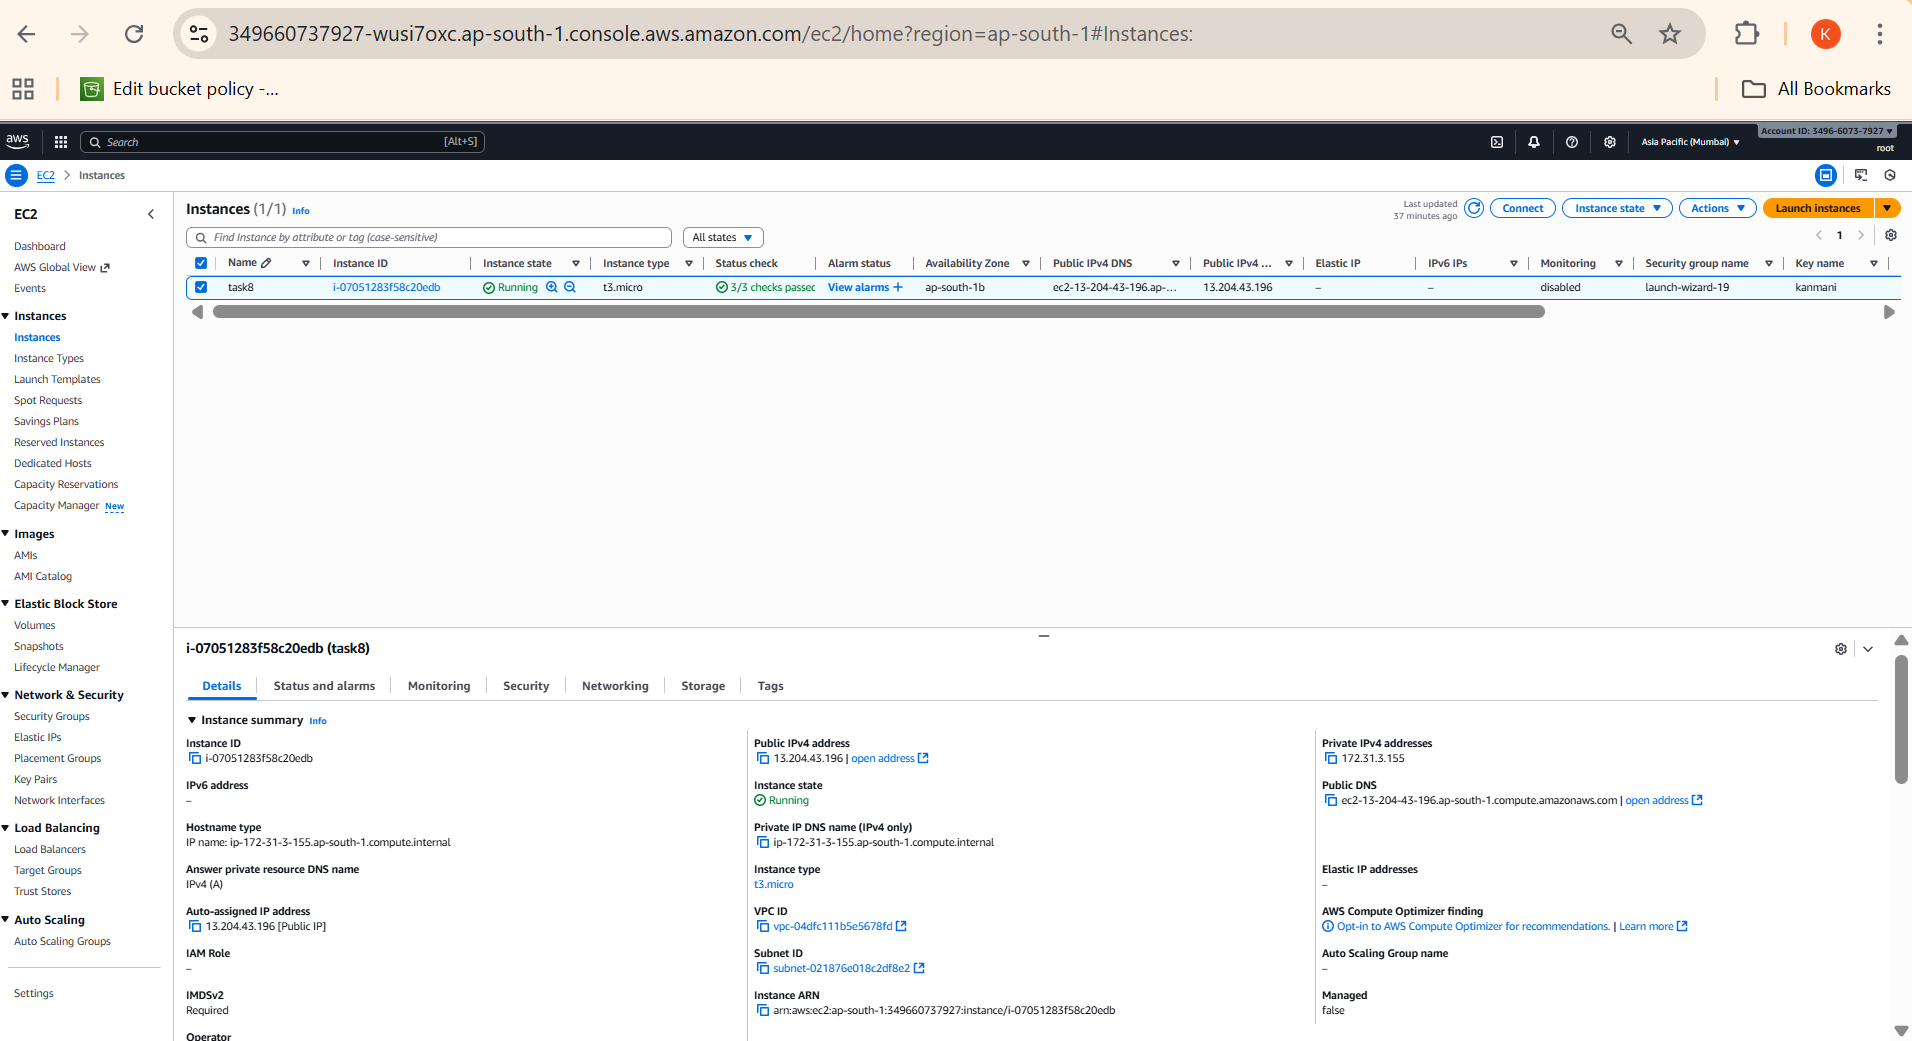 349660737927-wusi7oxc.ap-south-1.console.aws.amazon.com/ec2/home?region=ap-south-1#Instances:
K
Edit bucket policy -...
All Bookmarks
aws
Search
[Alt+S]
Asia Pacific (Mumbai)
Account ID: 3496-6073-7927
root
EC2
Instances
EC2
Dashboard
AWS Global View
Events
Instances
Instances
Instance Types
Launch Templates
Spot Requests
Savings Plans
Reserved Instances
Dedicated Hosts
Capacity Reservations
Capacity Manager New
Images
AMIs
AMI Catalog
Elastic Block Store
Volumes
Snapshots
Lifecycle Manager
Network & Security
Security Groups
Elastic IPs
Placement Groups
Key Pairs
Network Interfaces
Load Balancing
Load Balancers
Target Groups
Trust Stores
Auto Scaling
Auto Scaling Groups
Settings
Instances (1/1) Info
Last updated
37 minutes ago
Connect
Instance state
Actions
Launch instances
Find Instance by attribute or tag (case-sensitive)
All states
1
Name Instance ID Instance state Instance type Status check Alarm status Availability Zone Public IPv4 DNS Public IPv4 ... Elastic IP IPv6 IPs Monitoring Security group name Key name
task8 i-07051283f58c20edb Running t3.micro 3/3 checks passec View alarms + ap-south-1b ec2-13-204-43-196.ap-... 13.204.43.196 – – disabled launch-wizard-19 kanmani
i-07051283f58c20edb (task8)
Details
Status and alarms
Monitoring
Security
Networking
Storage
Tags
Instance summary Info
Instance ID
i-07051283f58c20edb
IPv6 address
–
Hostname type
IP name: ip-172-31-3-155.ap-south-1.compute.internal
Answer private resource DNS name
IPv4 (A)
Auto-assigned IP address
13.204.43.196 [Public IP]
IAM Role
–
IMDSv2
Required
Operator
Public IPv4 address
13.204.43.196 | open address
Instance state
Running
Private IP DNS name (IPv4 only)
ip-172-31-3-155.ap-south-1.compute.internal
Instance type
t3.micro
VPC ID
vpc-04dfc111b5e5678fd
Subnet ID
subnet-021876e018c2df8e2
Instance ARN
arn:aws:ec2:ap-south-1:349660737927:instance/i-07051283f58c20edb
Private IPv4 addresses
172.31.3.155
Public DNS
ec2-13-204-43-196.ap-south-1.compute.amazonaws.com | open address
Elastic IP addresses
–
AWS Compute Optimizer finding
Opt-in to AWS Compute Optimizer for recommendations. | Learn more
Auto Scaling Group name
–
Managed
false